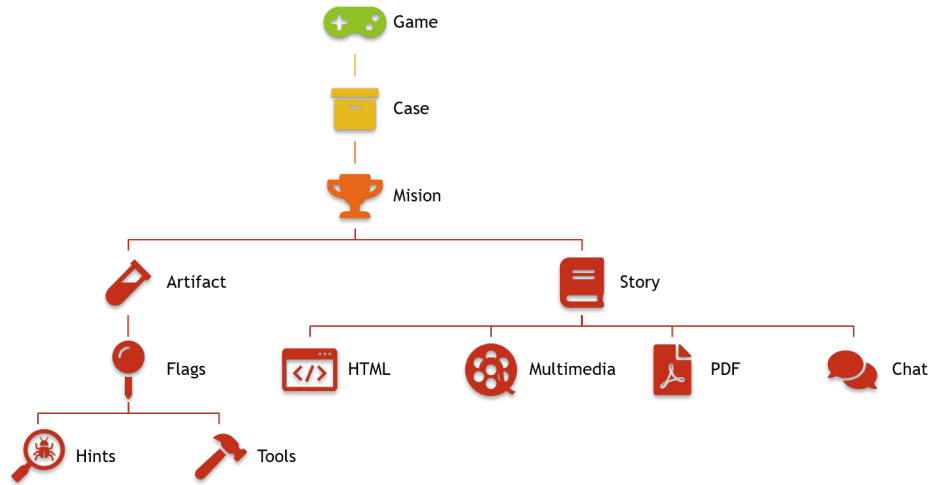 Game
Case
Mision
Artifact
Story
Flags
HTML
Multimedia
PDF
Chat
Hints
Tools